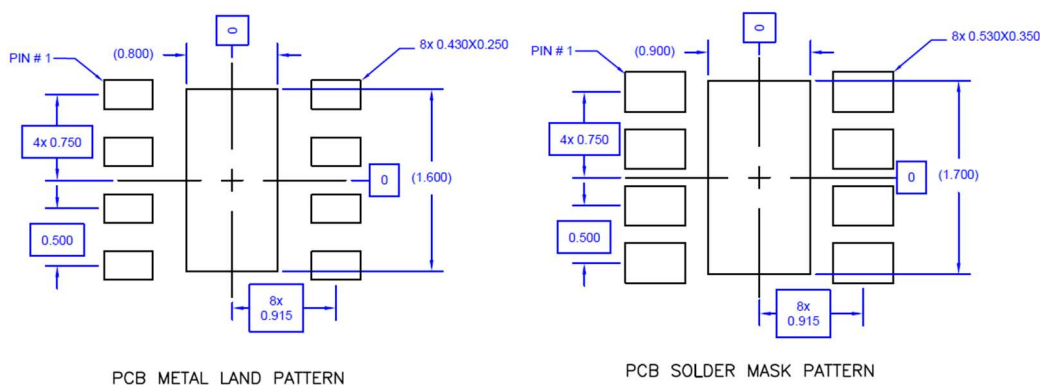 0
(0.800)
8x 0.430X0.250
PIN # 1
4x 0.750
0
(1.600)
0.500
8x
0.915
PCB METAL LAND PATTERN
0
(0.900)
8x 0.530X0.350
PIN # 1
4x 0.750
0
(1.700)
0.500
8x
0.915
PCB SOLDER MASK PATTERN